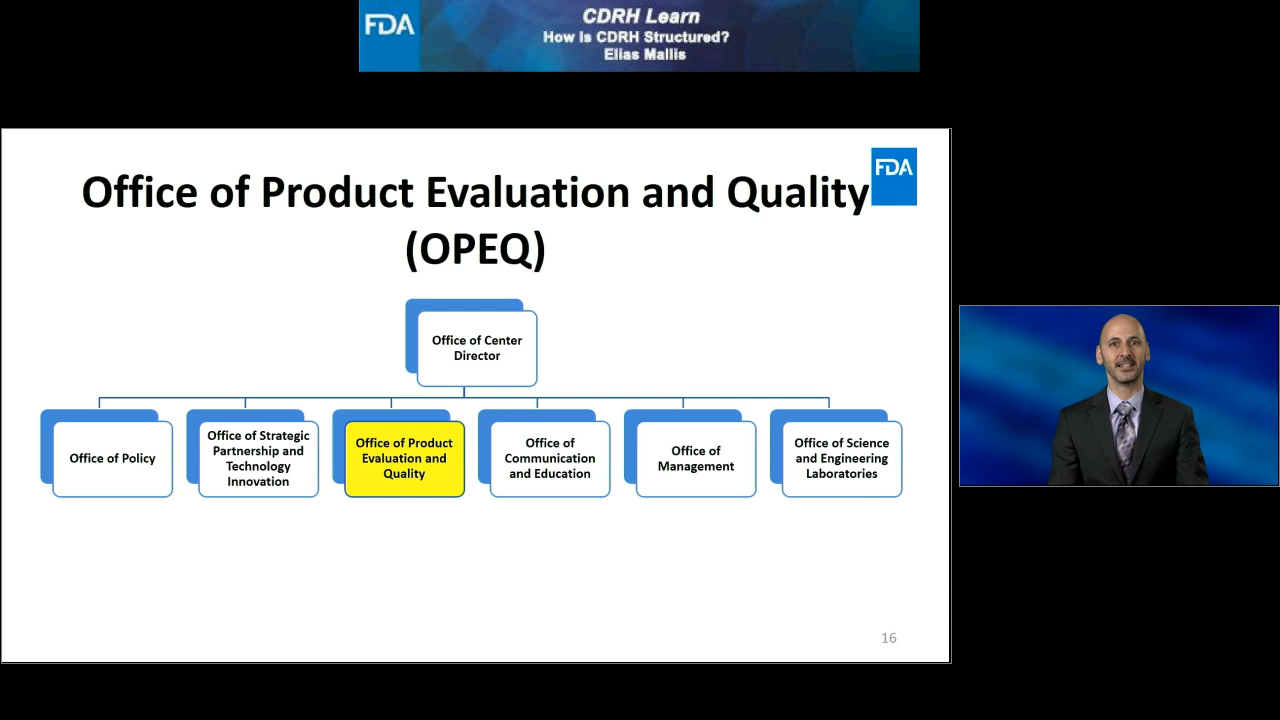 FDA
CDRH Learn
How Is CDRH Structured?
Elias Mallis
Office of Product Evaluation and Quality
(OPEQ)
FDA
Office of Center
Director
Office of Policy
Office of Strategic
Partnership and
Technology
Innovation
Office of Product
Evaluation and
Quality
Office of
Communication
and Education
Office of
Management
Office of Science
and Engineering
Laboratories
16